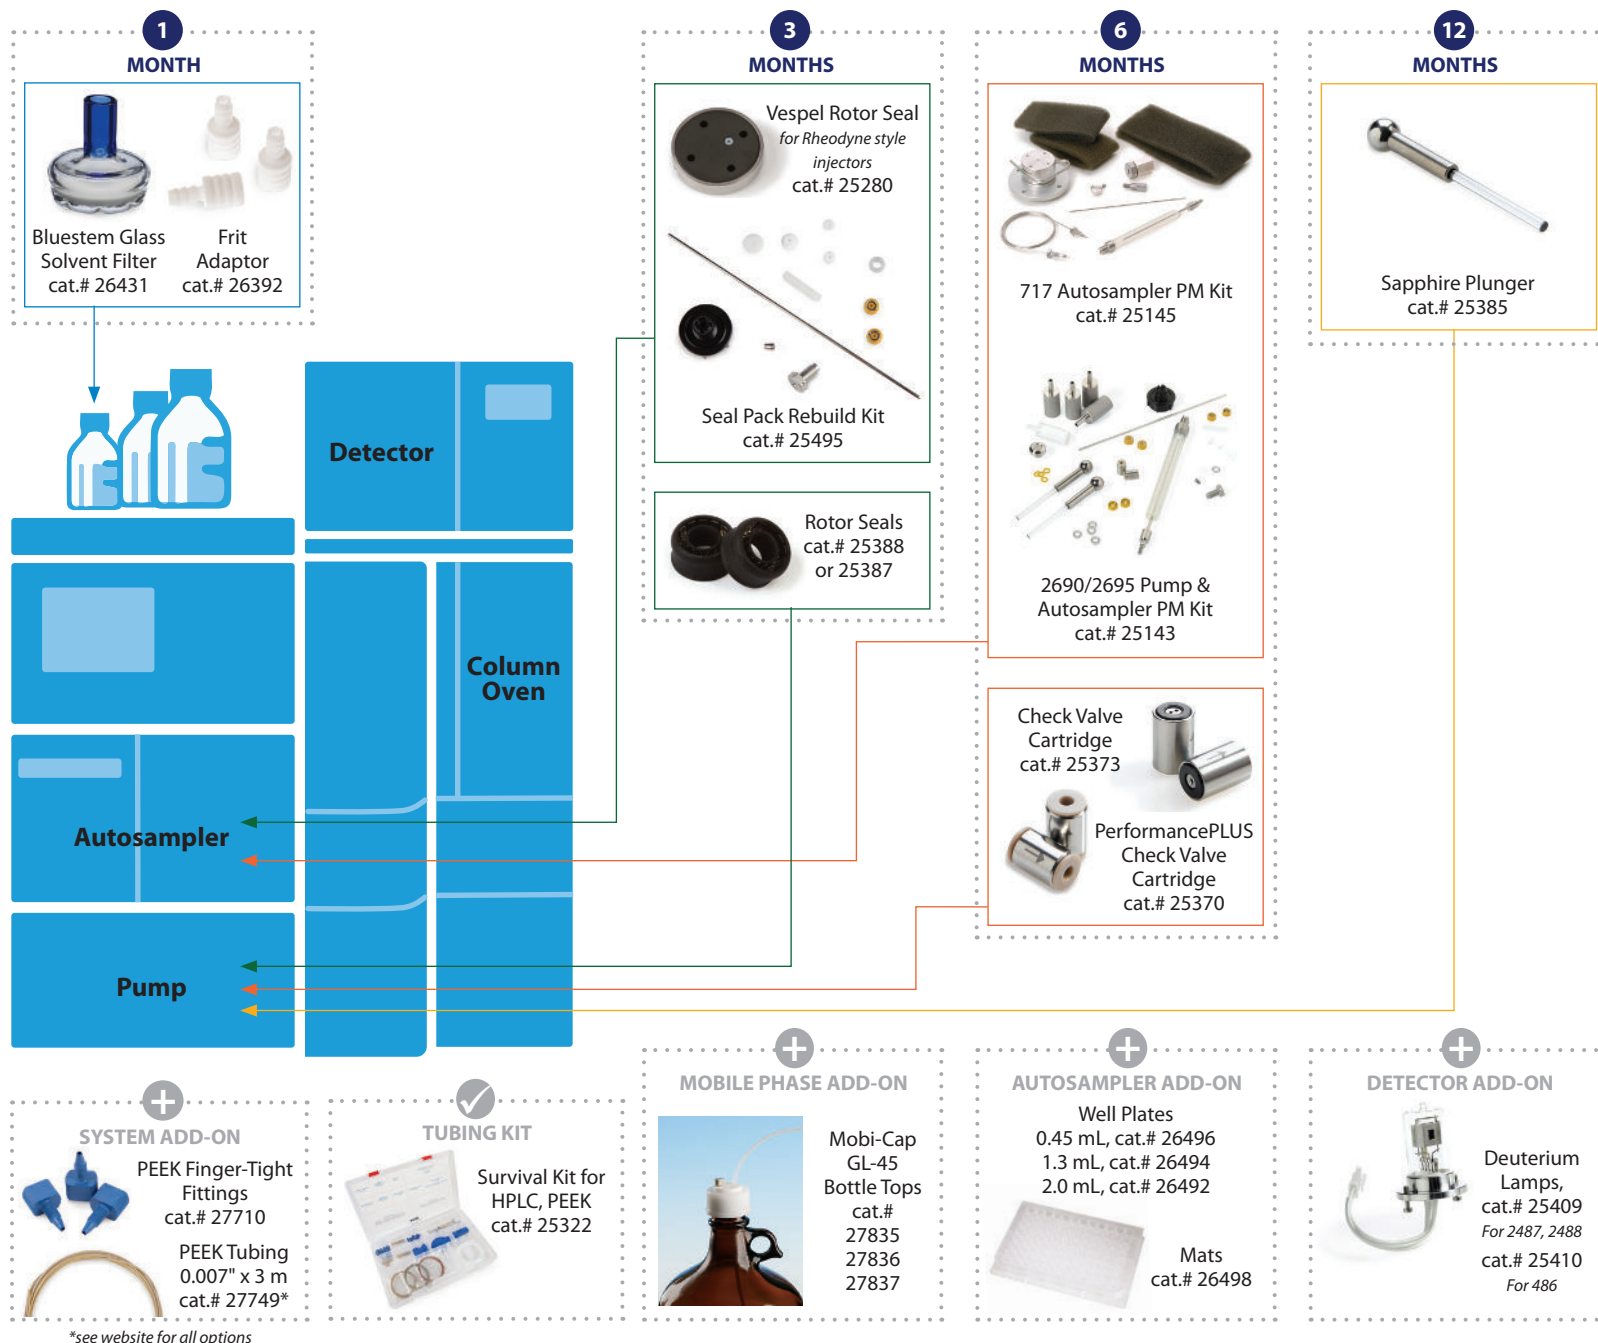 1
MONTH
Bluestem Glass
Solvent Filter
cat.# 26431
Frit
Adaptor
cat.# 26392
3
MONTHS
Vespel Rotor Seal
for Rheodyne style
injectors
cat.# 25280
Seal Pack Rebuild Kit
cat.# 25495
Rotor Seals
cat.# 25388
or 25387
6
MONTHS
717 Autosampler PM Kit
cat.# 25145
2690/2695 Pump &
Autosampler PM Kit
cat.# 25143
Check Valve
Cartridge
cat.# 25373
PerformancePLUS
Check Valve
Cartridge
cat.# 25370
12
MONTHS
Sapphire Plunger
cat.# 25385
Detector
Column
Oven
Autosampler
Pump
SYSTEM ADD-ON
PEEK Finger-Tight
Fittings
cat.# 27710
PEEK Tubing
0.007" x 3 m
cat.# 27749*
*see website for all options
TUBING KIT
Survival Kit for
HPLC, PEEK
cat.# 25322
MOBILE PHASE ADD-ON
Mobi-Cap
GL-45
Bottle Tops
cat.#
27835
27836
27837
AUTOSAMPLER ADD-ON
Well Plates
0.45 mL, cat.# 26496
1.3 mL, cat.# 26494
2.0 mL, cat.# 26492
Mats
cat.# 26498
DETECTOR ADD-ON
Deuterium
Lamps,
cat.# 25409
For 2487, 2488
cat.# 25410
For 486